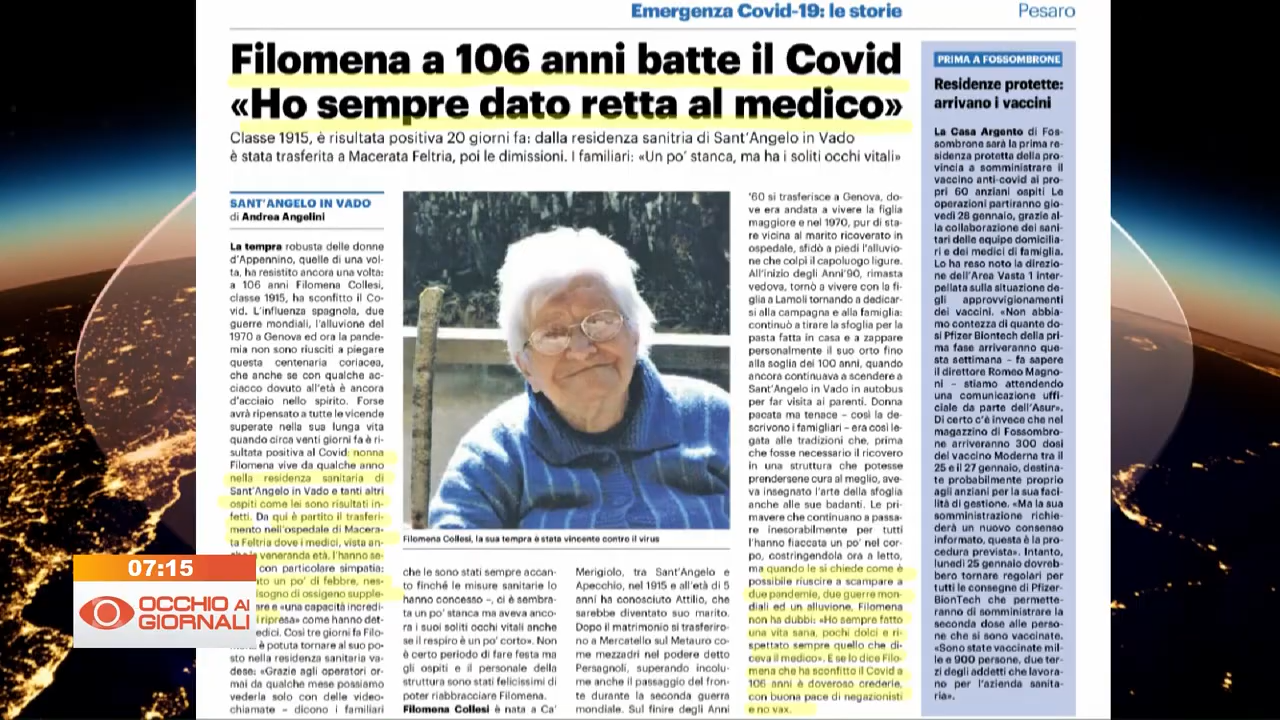 Emergenza Covid-19: le storie
Pesaro
Filomena a 106 anni batte il Covid
«Ho sempre dato retta al medico»
Classe 1915, è risultata positiva 20 giorni fa: dalla residenza sanitria di Sant'Angelo in Vado
è stata trasferita a Macerata Feltria, poi le dimissioni. I familiari: «Un po' stanca, ma ha i soliti occhi vitali»
SANT'ANGELO IN VADO
di Andrea Angelini
La tempra robusta delle donne
d'Appennino, quelle di una vol-
ta, ha resistito ancora una volta:
a 106 anni Filomena Collesi,
classe 1915, ha sconfitto il Co-
vid. L'influenza spagnola, due
guerre mondiali, l'alluvione del
1970 a Genova ed ora la pande-
mia non sono riusciti a piegare
questa centenaria coriacea,
che anche se con qualche ac-
ciacco dovuto all'età è ancora
d'acciaio nello spirito. Forse
avrà ripensato a tutte le vicende
superate nella sua lunga vita
quando circa venti giorni fa è ri-
sultata positiva al Covid: nonna
Filomena vive da qualche anno
nella residenza sanitaria di
Sant'Angelo in Vado e tanti altri
ospiti come lei sono risultati in-
fetti. Da qui è partito il trasferi-
mento nell'ospedale di Macera-
ta Feltria dove i medici, vista an-
veneranda età, l'hanno se-
con particolare simpatia:
un po' di febbre, nes-
isogno di ossigeno supple-
are e «una capacità incredi-
ripresa» come hanno det-
medici. Così tre giorni fa Filo-
è potuta tornare al suo po-
sto nella residenza sanitaria va-
dese: «Grazie agli operatori or-
mai da qualche mese possiamo
vederla solo con delle video-
chiamate – dicono i familiari
Filomena Collesi, la sua tempra è stata vincente contro il virus
che le sono stati sempre accan-
to finché le misure sanitarie lo
hanno concesso –, ci è sembra-
ta un po' stanca ma aveva anco-
ra i suoi soliti occhi vitali anche
se il respiro è un po' corto». Non
è certo periodo di fare festa ma
gli ospiti e il personale della
struttura sono stati felicissimi di
poter riabbracciare Filomena.
Filomena Collesi è nata a Ca'
Merigiolo, tra Sant'Angelo e
Apecchio, nel 1915 e all'età di 5
anni ha conosciuto Attilio, che
sarebbe diventato suo marito.
Dopo il matrimonio si trasferiro-
no a Mercatello sul Metauro co-
me mezzadri nel podere detto
Persagnoli, superando incolu-
me anche il passaggio del fron-
te durante la seconda guerra
mondiale. Sul finire degli Anni
'60 si trasferisce a Genova, do-
ve era andata a vivere la figlia
maggiore e nel 1970, pur di sta-
re vicina al marito ricoverato in
ospedale, sfidò a piedi l'alluvio-
ne che colpì il capoluogo ligure.
All'inizio degli Anni'90, rimasta
vedova, tornò a vivere con la fi-
glia a Lamoli tornando a dedicar-
si alla campagna e alla famiglia:
continuò a tirare la sfoglia per la
pasta fatta in casa e a zappare
personalmente il suo orto fino
alla soglia dei 100 anni, quando
ancora continuava a scendere a
Sant'Angelo in Vado in autobus
per far visita ai parenti. Donna
pacata ma tenace – così la de-
scrivono i famigliari – era così le-
gata alle tradizioni che, prima
che fosse necessario il ricovero
in una struttura che potesse
prendersene cura al meglio, ave-
va insegnato l'arte della sfoglia
anche alle sue badanti. Le pri-
mavere che continuano a passa-
re inesorabilmente per tutti
l'hanno fiaccata un po' nel cor-
po, costringendola ora a letto,
ma quando le si chiede come è
possibile riuscire a scampare a
due pandemie, due guerre mon-
diali ed un alluvione, Filomena
non ha dubbi: «Ho sempre fatto
una vita sana, pochi dolci e ri-
spettato sempre quello che di-
ceva il medico». E se lo dice Filo-
mena che ha sconfitto il Covid a
106 anni è doveroso crederle,
con buona pace di negazionisti
e no vax.
PRIMA A FOSSOMBRONE
Residenze protette:
arrivano i vaccini
La Casa Argento di Fos-
sombrone sarà la prima re-
sidenza protetta della pro-
vincia a somministrare il
vaccino anti-covid ai pro-
pri 60 anziani ospiti Le
operazioni partiranno gio-
vedì 28 gennaio, grazie al-
la collaborazione dei sani-
tari delle equipe domicilia-
ri e dei medici di famiglia.
Lo ha reso noto la direzio-
ne dell'Area Vasta 1 inter-
pellata sulla situazione de-
gli approvvigionamenti
dei vaccini. «Non abbia-
mo contezza di quante do-
si Pfizer Biontech della pri-
ma fase arriveranno que-
sta settimana – fa sapere
il direttore Romeo Magno-
ni – stiamo attendendo
una comunicazione uffi-
ciale da parte dell'Asur».
Di certo c'è invece che nel
magazzino di Fossombro-
ne arriveranno 300 dosi
del vaccino Moderna tra il
25 e il 27 gennaio, destina-
te probabilmente proprio
agli anziani per la sua faci-
lità di gestione. «Ma la sua
somministrazione richie-
derà un nuovo consenso
informato, questa è la pro-
cedura prevista». Intanto,
lunedì 25 gennaio dovreb-
bero tornare regolari per
tutti le consegne di Pfizer-
BionTech che permette-
ranno di somministrare la
seconda dose alle perso-
ne che si sono vaccinate.
«Sono state vaccinate mil-
le e 900 persone, due ter-
zi degli addetti che lavora-
no per l'azienda sanita-
ria».
07:15
OCCHIO AI
GIORNALI